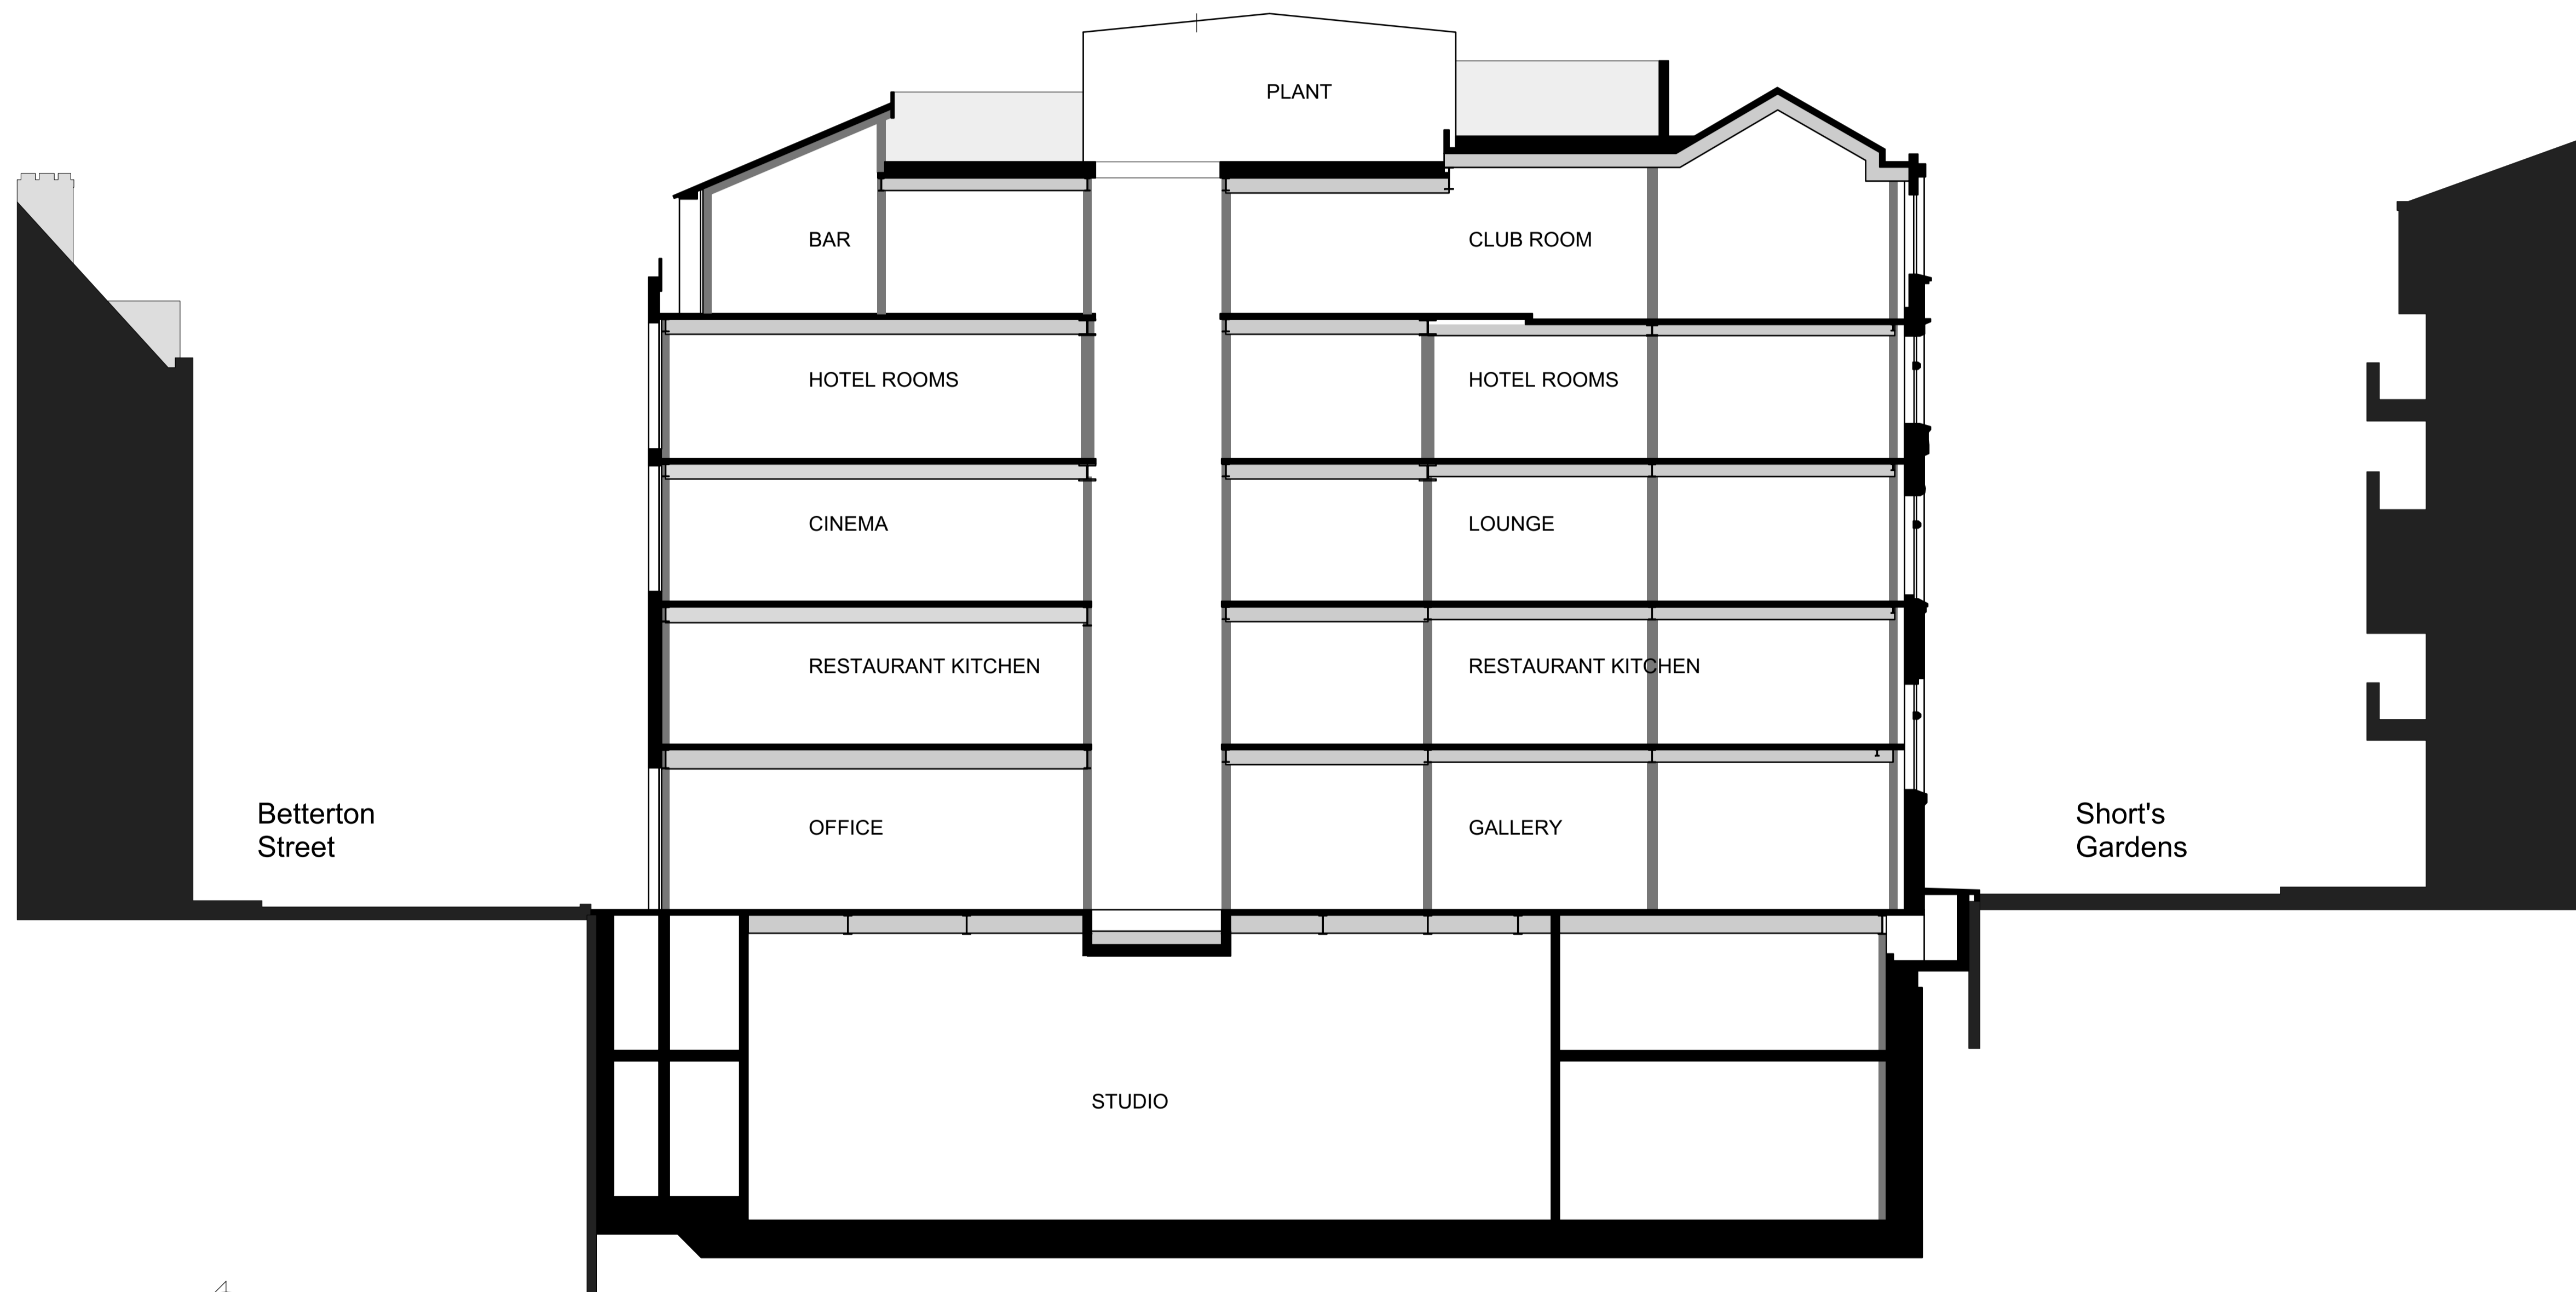 PLANT
BAR
CLUB ROOM
HOTEL ROOMS
HOTEL ROOMS
CINEMA
LOUNGE
RESTAURANT KITCHEN
RESTAURANT KITCHEN
Betterton
Street
OFFICE
GALLERY
Short's
Gardens
STUDIO